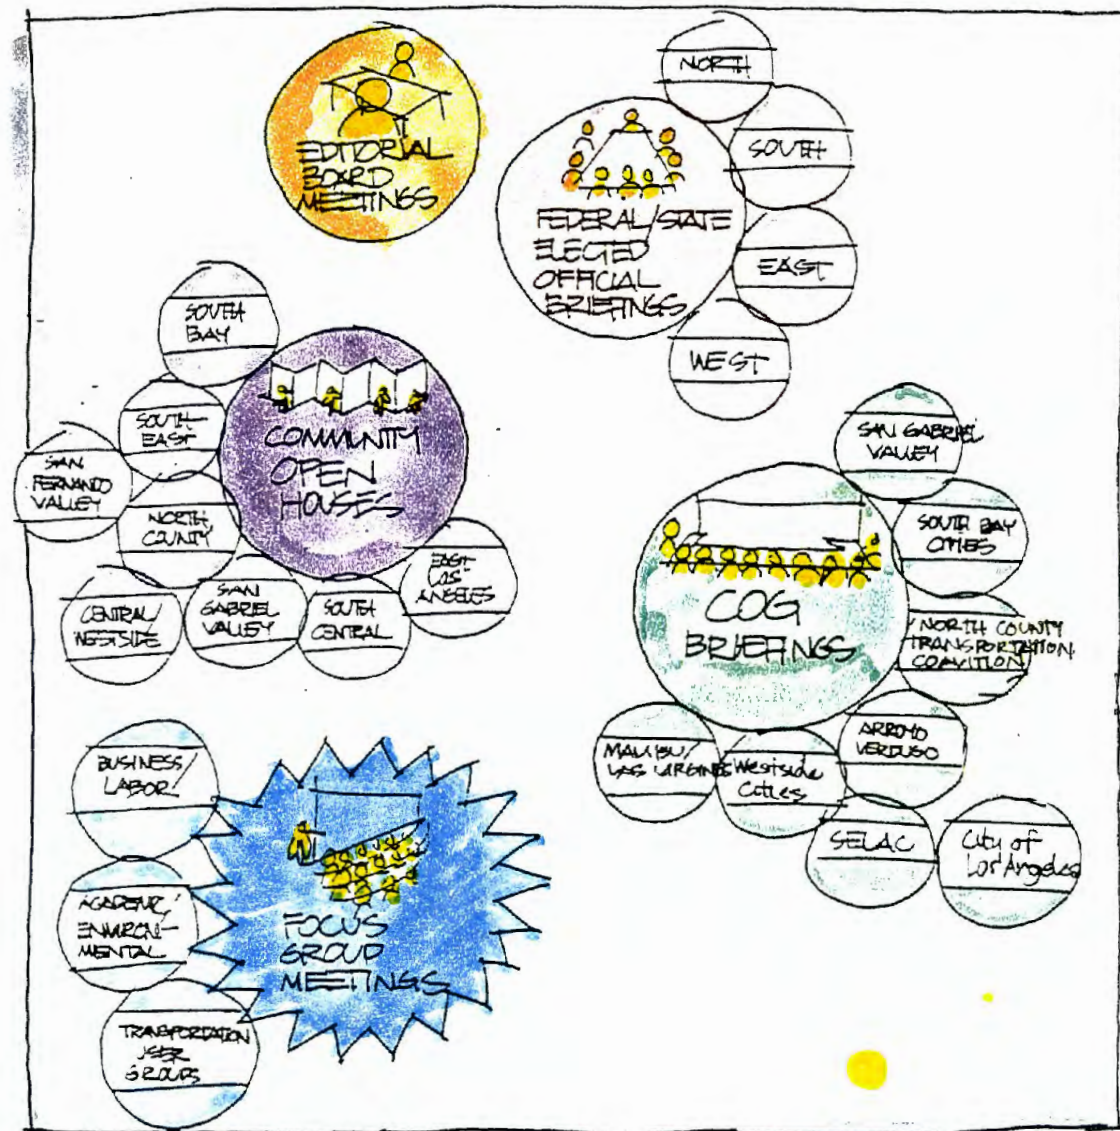 EDITORIAL
BOARD
MEETINGS
NORTH
SOUTH
EAST
WEST
FEDERAL/STATE
ELECTED
OFFICIAL
BRIEFINGS
SOUTH
BAY
SOUTH-
EAST
SAN
FERNANDO
VALLEY
NORTH
COUNTY
CENTRAL/
WESTSIDE
SAN
GABRIEL
VALLEY
SOUTH
CENTRAL
EAST
LOS
ANGELES
COMMUNITY
OPEN
HOUSES
SAN GABRIEL
VALLEY
SOUTH BAY
CITIES
NORTH COUNTY
TRANSPORTATION
COAVITION
ARROYO
VERDUGO
MALIBU/
LAS VIRGINES
Westside
Cities
SELAC
City of
Los Angeles
COG
BRIEFINGS
BUSINESS/
LABOR/
ACADEMIC/
ENVIRON-
MENTAL
TRANSPORTATION
USER
GROUPS
FOCUS
GROUP
MEETINGS